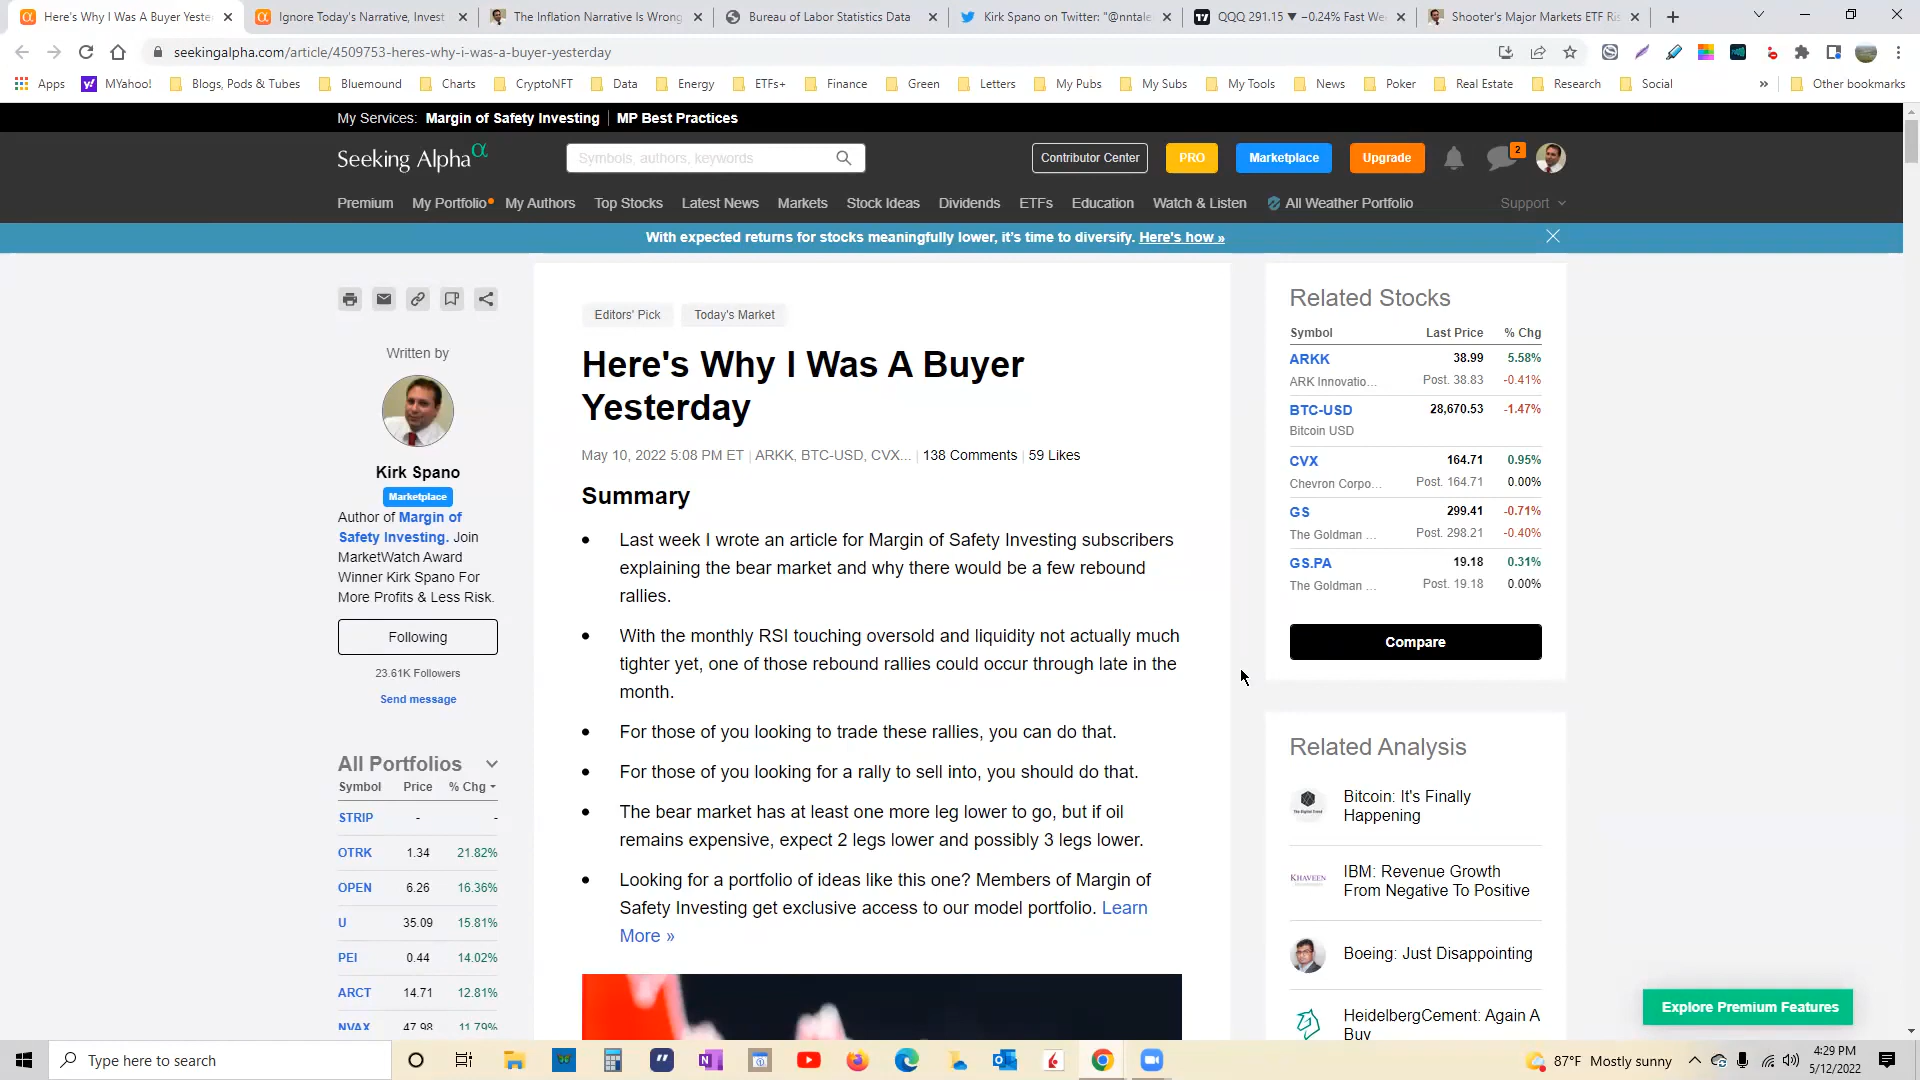 Here's Why I Was A Buyer Yeste
Ignore Today's Narrative, Invest
The Inflation Narrative Is Wrong
Bureau of Labor Statistics Data
Kirk Spano on Twitter: "@nntale
QQQ 291.15 ▼ −0.24% Fast We
Shooter's Major Markets ETF Ris
seekingalpha.com/article/4509753-heres-why-i-was-a-buyer-yesterday
Apps
MYahoo!
Blogs, Pods & Tubes
Bluemound
Charts
CryptoNFT
Data
Energy
ETFs+
Finance
Green
Letters
My Pubs
My Subs
My Tools
News
Poker
Real Estate
Research
Social
»
Other bookmarks
My Services: Margin of Safety Investing | MP Best Practices
Seeking Alpha α
Symbols, authors, keywords
Contributor Center
PRO
Marketplace
Upgrade
2
Premium
My Portfolio
My Authors
Top Stocks
Latest News
Markets
Stock Ideas
Dividends
ETFs
Education
Watch & Listen
All Weather Portfolio
Support
With expected returns for stocks meaningfully lower, it's time to diversify. Here's how »
Written by
Kirk Spano
Marketplace
Author of Margin of
Safety Investing. Join
MarketWatch Award
Winner Kirk Spano For
More Profits & Less Risk.
Following
23.61K Followers
Send message
All Portfolios
Symbol Price % Chg
STRIP - -
OTRK 1.34 21.82%
OPEN 6.26 16.36%
U 35.09 15.81%
PEI 0.44 14.02%
ARCT 14.71 12.81%
NVAX 47.98 11.79%
Editors' Pick
Today's Market
Here's Why I Was A Buyer
Yesterday
May 10, 2022 5:08 PM ET | ARKK, BTC-USD, CVX... | 138 Comments | 59 Likes
Summary
• Last week I wrote an article for Margin of Safety Investing subscribers
explaining the bear market and why there would be a few rebound
rallies.
• With the monthly RSI touching oversold and liquidity not actually much
tighter yet, one of those rebound rallies could occur through late in the
month.
• For those of you looking to trade these rallies, you can do that.
• For those of you looking for a rally to sell into, you should do that.
• The bear market has at least one more leg lower to go, but if oil
remains expensive, expect 2 legs lower and possibly 3 legs lower.
• Looking for a portfolio of ideas like this one? Members of Margin of
Safety Investing get exclusive access to our model portfolio. Learn
More »
Related Stocks
Symbol Last Price % Chg
ARKK 38.99 5.58%
ARK Innovatio... Post. 38.83 -0.41%
BTC-USD 28,670.53 -1.47%
Bitcoin USD
CVX 164.71 0.95%
Chevron Corpo... Post. 164.71 0.00%
GS 299.41 -0.71%
The Goldman ... Post. 298.21 -0.40%
GS.PA 19.18 0.31%
The Goldman ... Post. 19.18 0.00%
Compare
Related Analysis
Bitcoin: It's Finally
Happening
KHAVEEN
IBM: Revenue Growth
From Negative To Positive
Boeing: Just Disappointing
HeidelbergCement: Again A
Buy
Explore Premium Features
Type here to search
87°F Mostly sunny
4:29 PM
5/12/2022